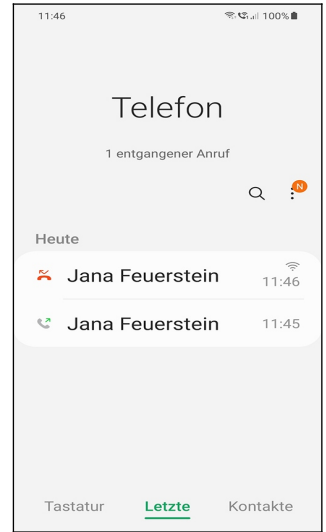 11:46 100%
Telefon
1 entgangener Anruf
N
Heute
Jana Feuerstein 11:46
Jana Feuerstein 11:45
Tastatur Letzte Kontakte